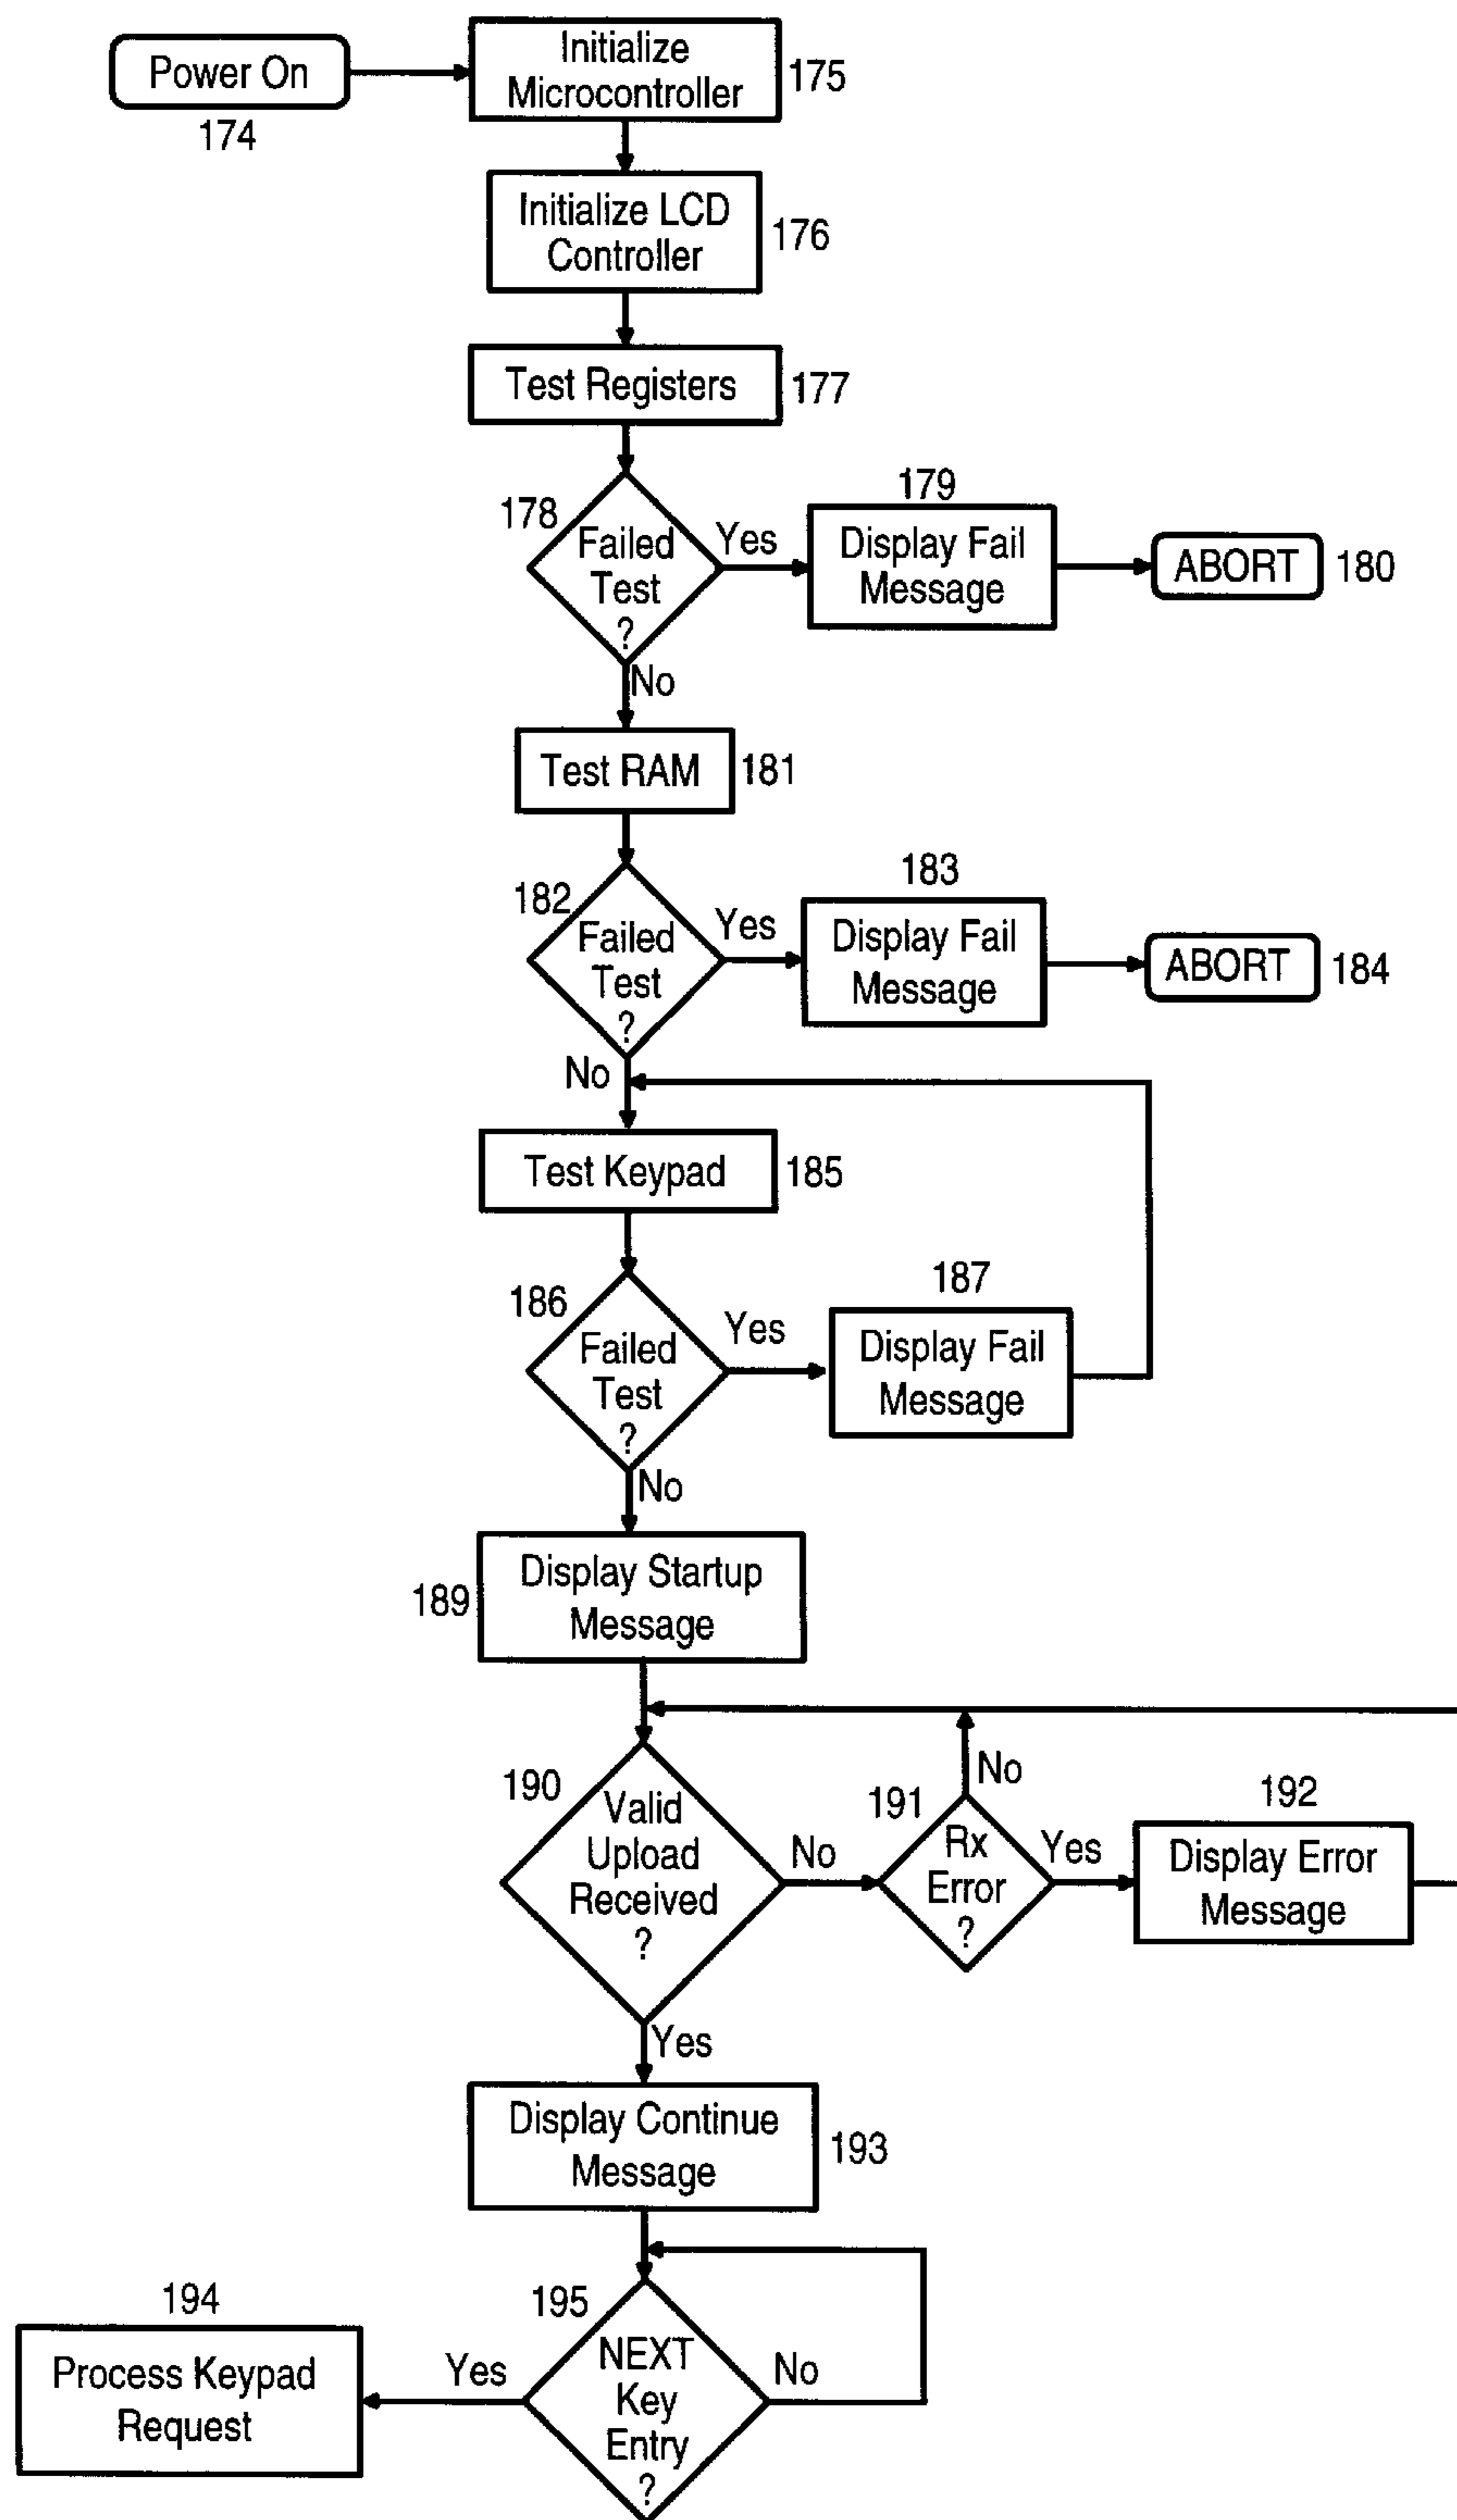 Power On
174
Initialize
Microcontroller
175
Initialize LCD
Controller
176
Test Registers
177
178
Failed
Test
?
Yes
179
Display Fail
Message
ABORT
180
No
Test RAM
181
182
Failed
Test
?
Yes
183
Display Fail
Message
ABORT
184
No
Test Keypad
185
186
Failed
Test
?
Yes
187
Display Fail
Message
No
189
Display Startup
Message
190
Valid
Upload
Received
?
No
191
Rx
Error
?
No
Yes
192
Display Error
Message
Yes
Display Continue
Message
193
194
Process Keypad
Request
Yes
195
NEXT
Key
Entry
?
No